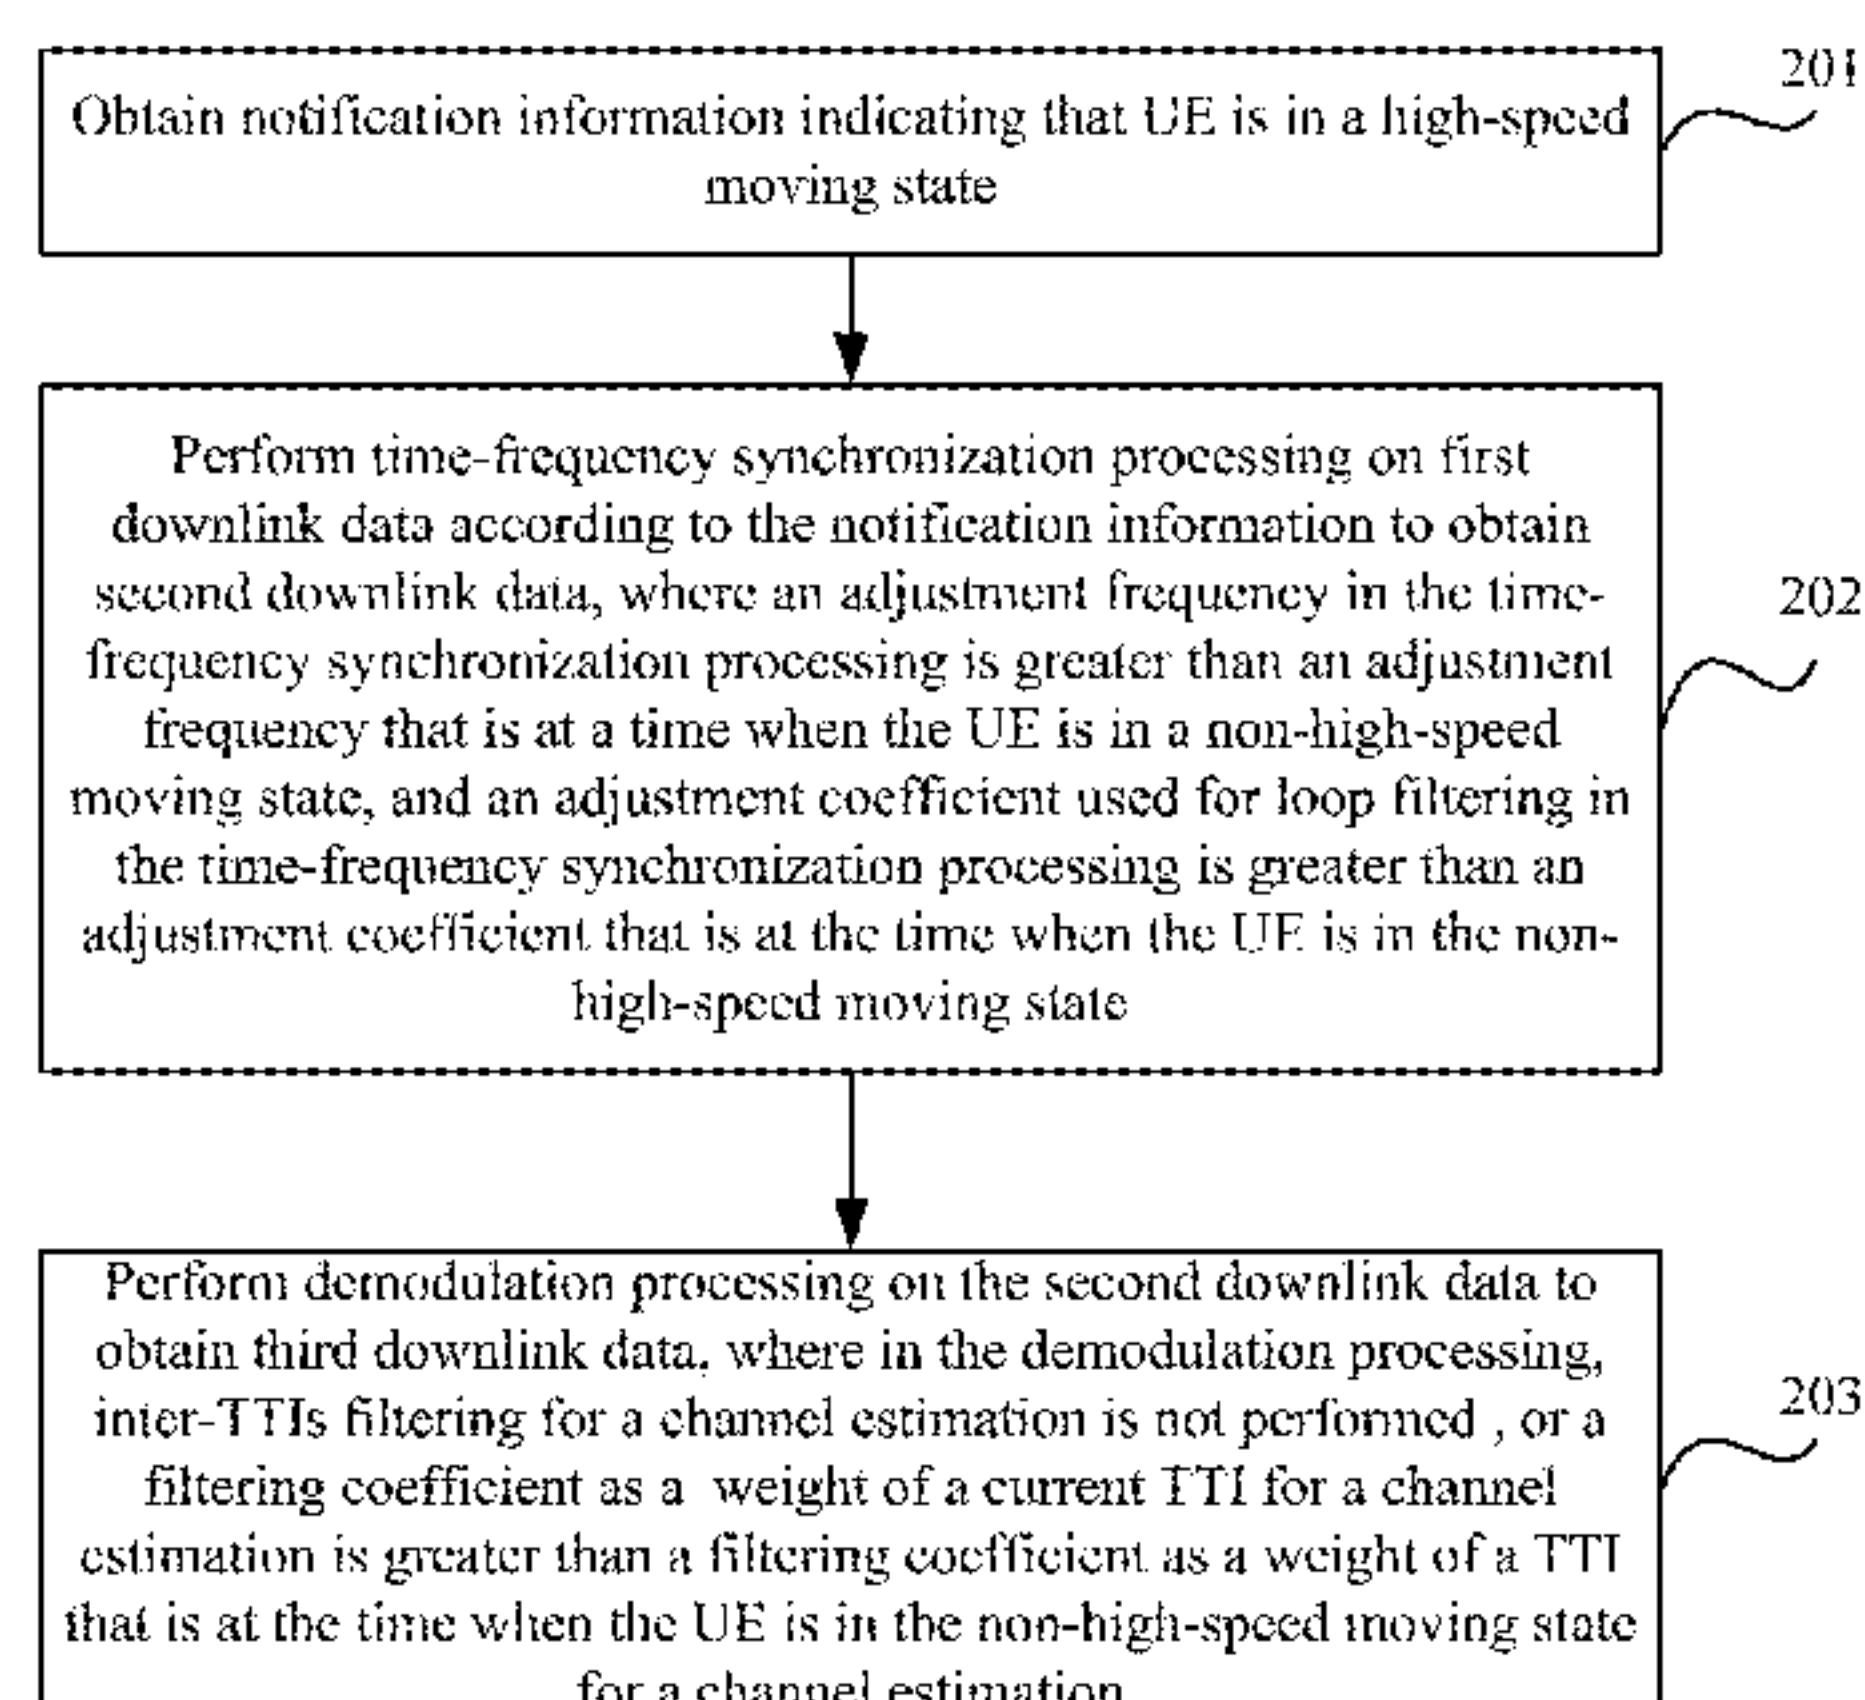 201
Obtain notification information indicating that UE is in a high-speed
moving state
Perform time-frequency synchronization processing on first
downlink data according to the notification information to obtain
second downlink data, where an adjustment frequency in the time-
202
frequency synchronization processing is greater than an adjustment
frequency that is at a time when the UE is in a non-high-speed
moving state, and an adjustment coefficient used for loop filtering in
the time-frequency synchronization processing is greater than an
adjustment coefficient that is at the time when the UE is in the non-
high-speed moving state
Perform demodulation processing on the second downlink data to
obtain third downlink data, where in the demodulation processing,
203
inter-TTIs filtering for a channel estimation is not performed , or a
filtering coefficient as a weight of a current TTI for a channel
estimation is greater than a filtering coefficient as a weight of a TTI
that is at the time when the UE is in the non-high-speed moving state
for a channel estimation